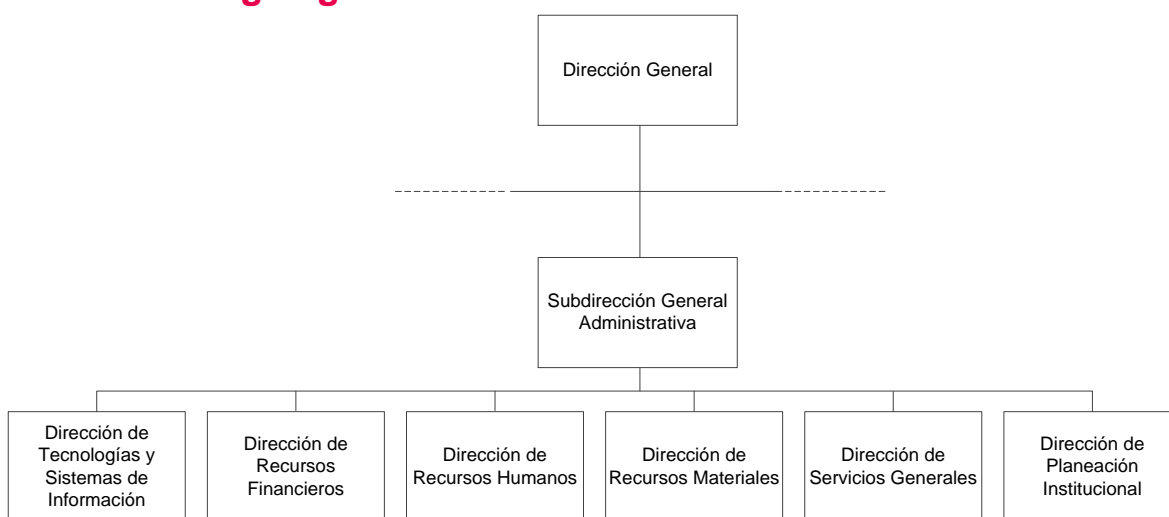 Dirección General
Subdirección General
Administrativa
Dirección de
Tecnologías y
Sistemas de
Información
Dirección de
Recursos
Financieros
Dirección de
Recursos Humanos
Dirección de
Recursos Materiales
Dirección de
Servicios Generales
Dirección de
Planeación
Institucional